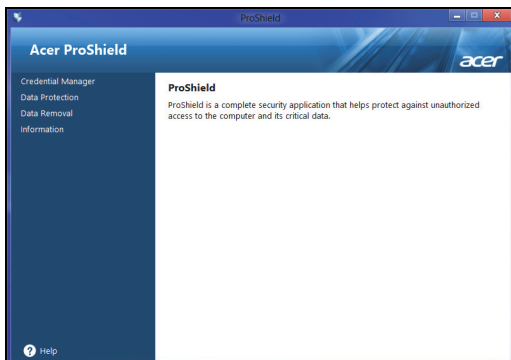 ProShield
Acer ProShield
acer
Credential Manager
Data Protection
Data Removal
Information
ProShield
ProShield is a complete security application that helps protect against unauthorized
access to the computer and its critical data.
? Help